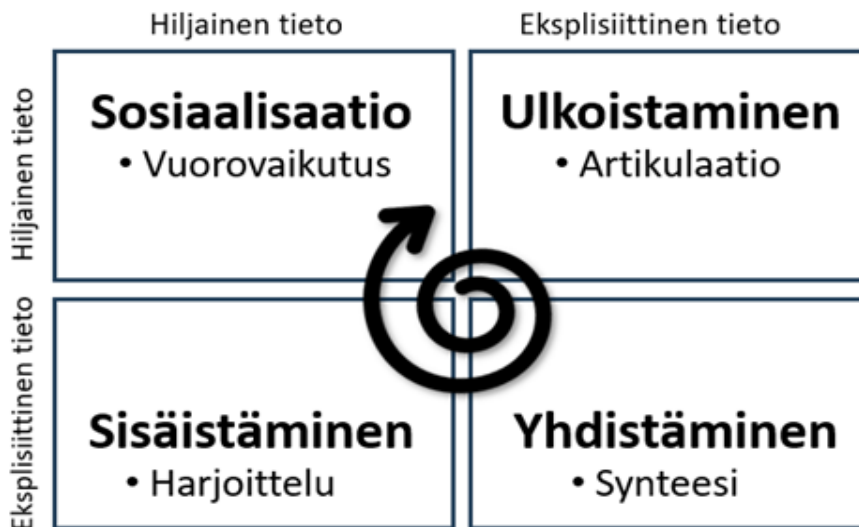 Hiljainen tieto
Eksplisiittinen tieto
Hiljainen tieto
Sosiaalisaatio
• Vuorovaikutus
Ulkoistaminen
• Artikulaatio
Eksplisiittinen tieto
Sisäistäminen
• Harjoittelu
Yhdistäminen
• Synteesi